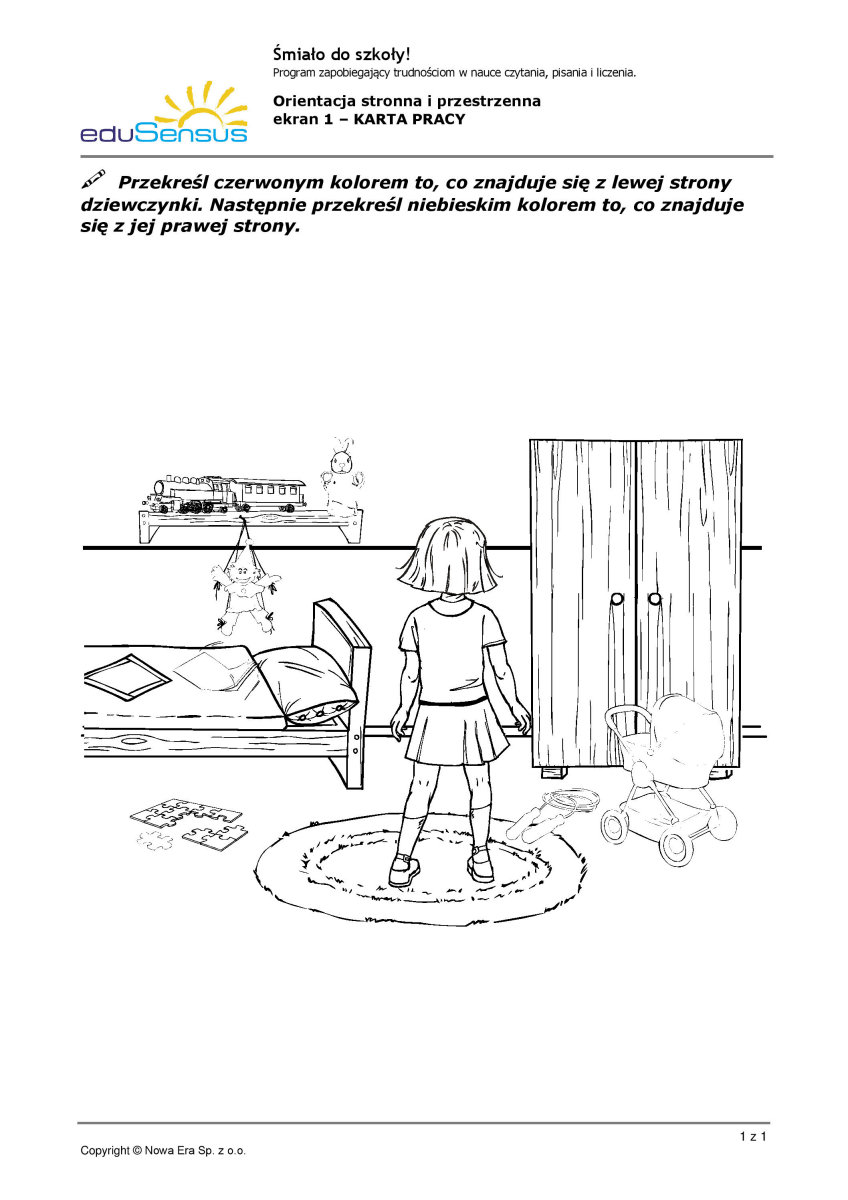 Śmiało do szkoły!
Program zapobiegający trudnościom w nauce czytania, pisania i liczenia.
eduSensus
Orientacja stronna i przestrzenna
ekran 1 – KARTA PRACY
Przekreśl czerwonym kolorem to, co znajduje się z lewej strony
dziewczynki. Następnie przekreśl niebieskim kolorem to, co znajduje
się z jej prawej strony.
1 z 1
Copyright © Nowa Era Sp. z o.o.